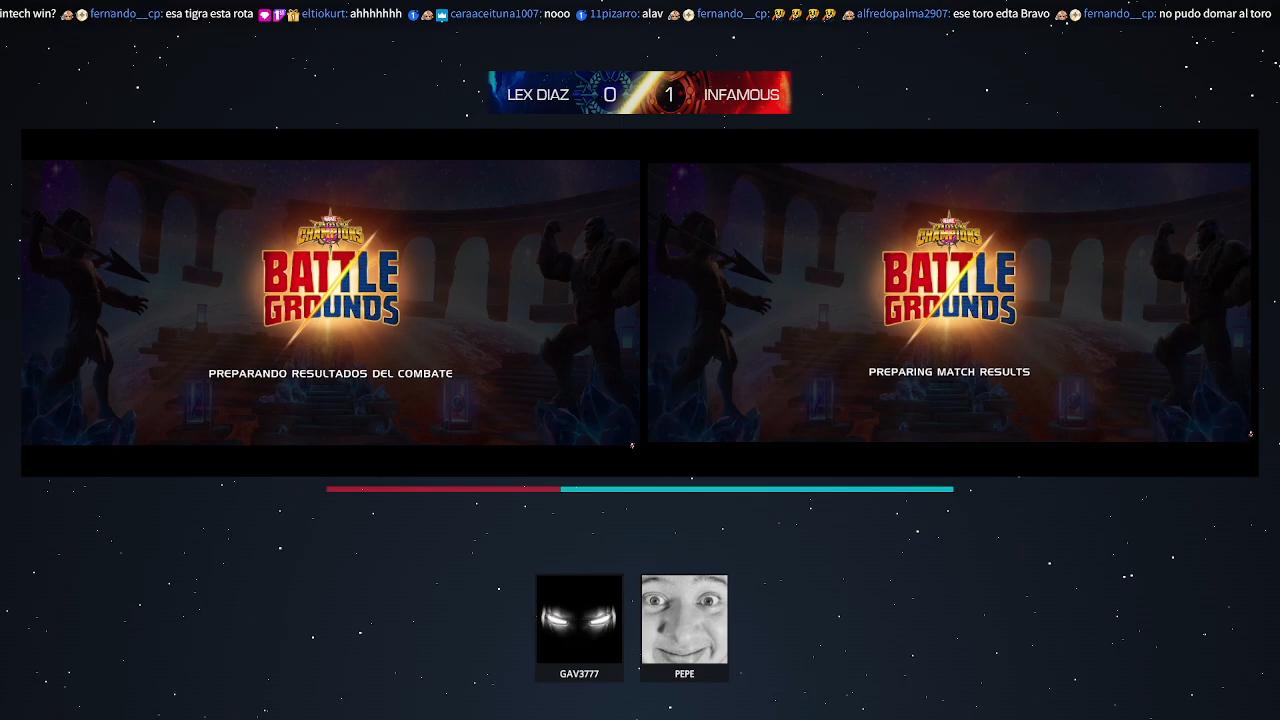 intech win? fernando__cp: esa tigra esta rota eltiokurt: ahhhhhhh caraaceituna1007: nooo 11pizarro: alav fernando__cp: alfredopalma2907: ese toro edta Bravo fernando__cp: no pudo domar al toro
LEX DIAZ 0 1 INFAMOUS
CHAMPIONS
BATTLE
GROUNDS
PREPARANDO RESULTADOS DEL COMBATE
CHAMPIONS
BATTLE
GROUNDS
PREPARING MATCH RESULTS
GAV3777
PEPE